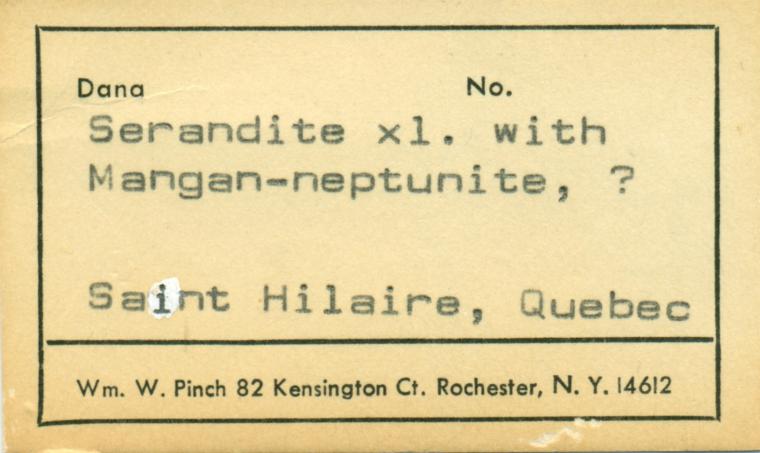 Dana No.
Serandite xl. with
Mangan-neptunite, ?
Saint Hilaire, Quebec
Wm. W. Pinch 82 Kensington Ct. Rochester, N. Y. 14612